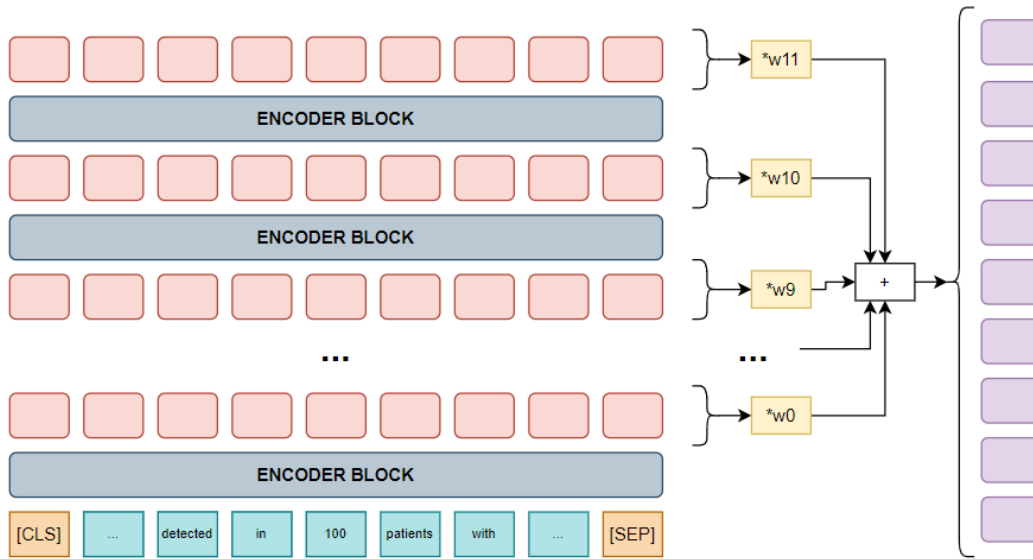 *w11
ENCODER BLOCK
*w10
ENCODER BLOCK
*w9
+
... ...
*w0
ENCODER BLOCK
[CLS] ... detected in 100 patients with ... [SEP]